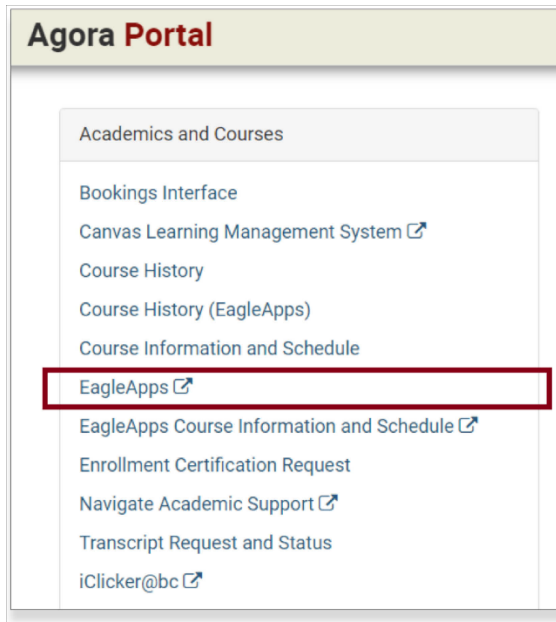 Agora Portal
Academics and Courses
Bookings Interface
Canvas Learning Management System
Course History
Course History (EagleApps)
Course Information and Schedule
EagleApps
EagleApps Course Information and Schedule
Enrollment Certification Request
Navigate Academic Support
Transcript Request and Status
iClicker@bc